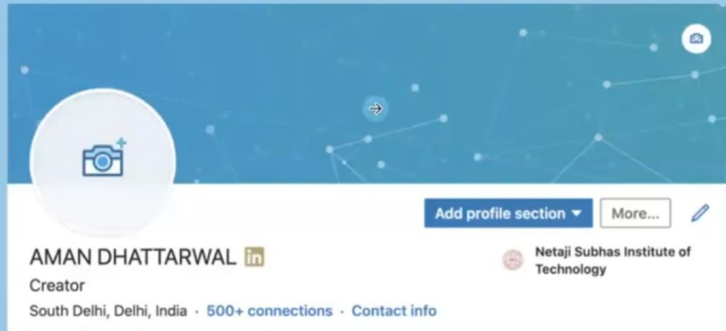 Add profile section
More...
AMAN DHATTARWAL in
Netaji Subhas Institute of
Technology
Creator
South Delhi, Delhi, India · 500+ connections · Contact info